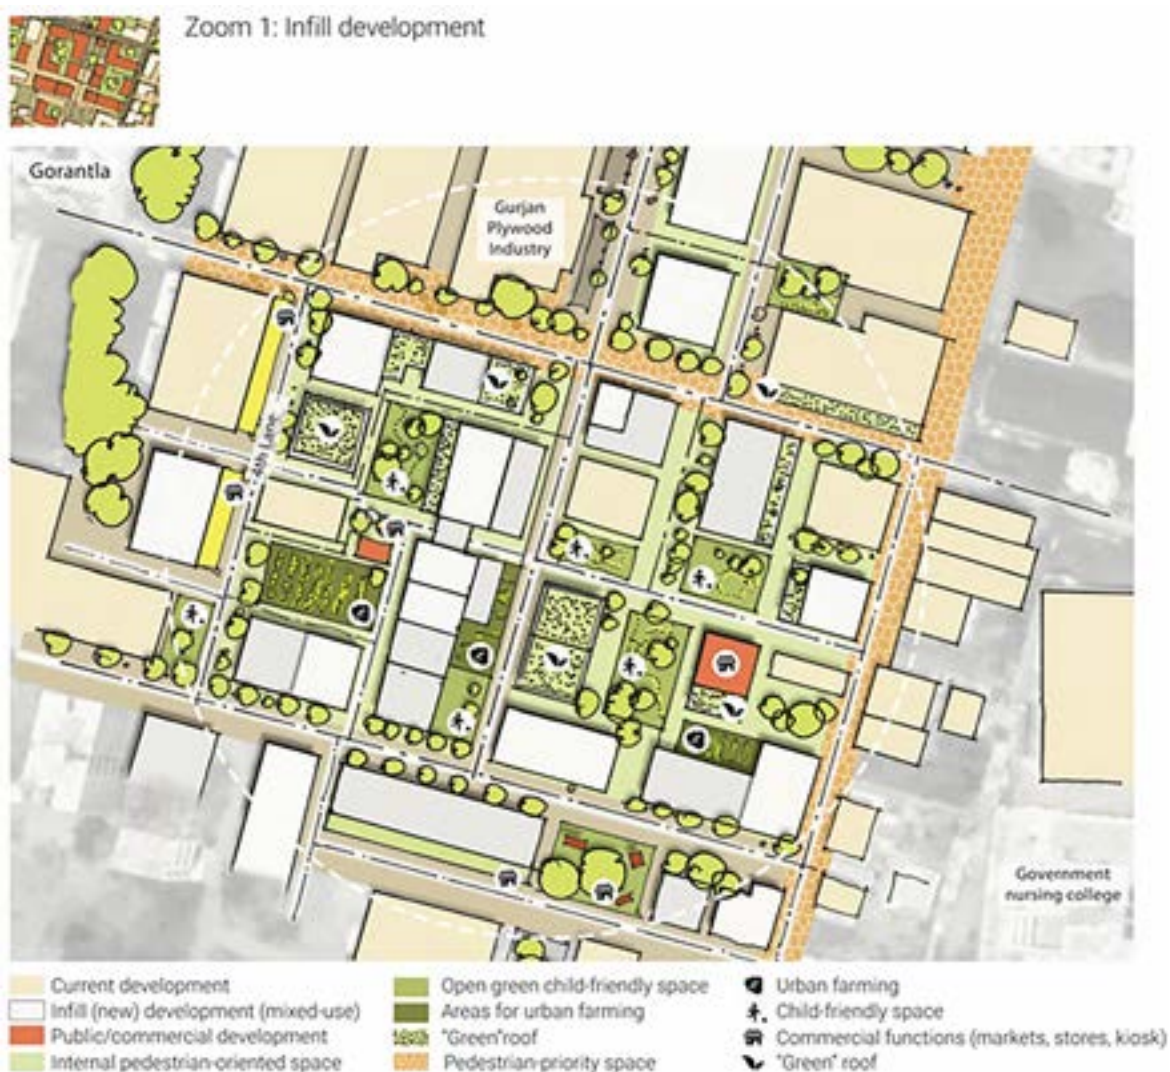 Zoom 1: Infill development
Gorantla
Gurjan
Plywood
Industry
4th Lane
Government
nursing college
Current development
Infill (new) development (mixed-use)
Public/commercial development
Internal pedestrian-oriented space
Open green child-friendly space
Areas for urban farming
"Green"roof
Pedestrian-priority space
Urban farming
Child-friendly space
Commercial functions (markets, stores, kiosk)
"Green" roof